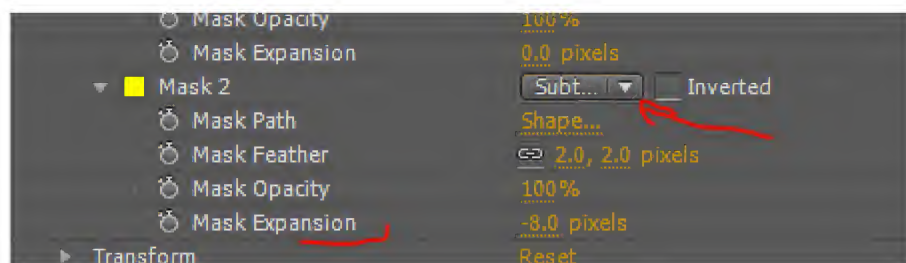 Mask Opacity 100%
Mask Expansion 0.0 pixels
Mask 2 Subt... Inverted
Mask Path Shape...
Mask Feather 2.0, 2.0 pixels
Mask Opacity 100%
Mask Expansion -8.0 pixels
Transform Reset